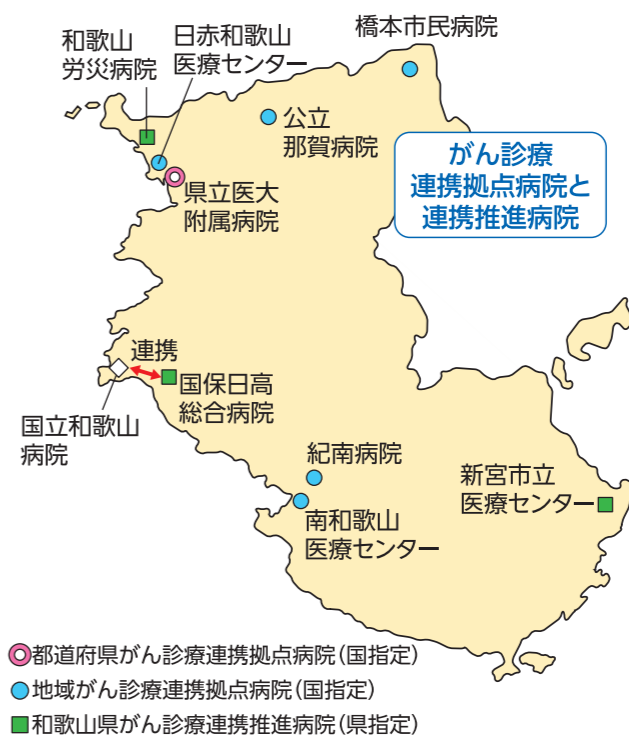 和歌山
労災病院
日赤和歌山
医療センター
橋本市民病院
公立
那賀病院
がん診療
連携拠点病院と
連携推進病院
県立医大
附属病院
連携
国保日高
総合病院
国立和歌山
病院
紀南病院
南和歌山
医療センター
新宮市立
医療センター
都道府県がん診療連携拠点病院(国指定)
地域がん診療連携拠点病院(国指定)
和歌山県がん診療連携推進病院(県指定)